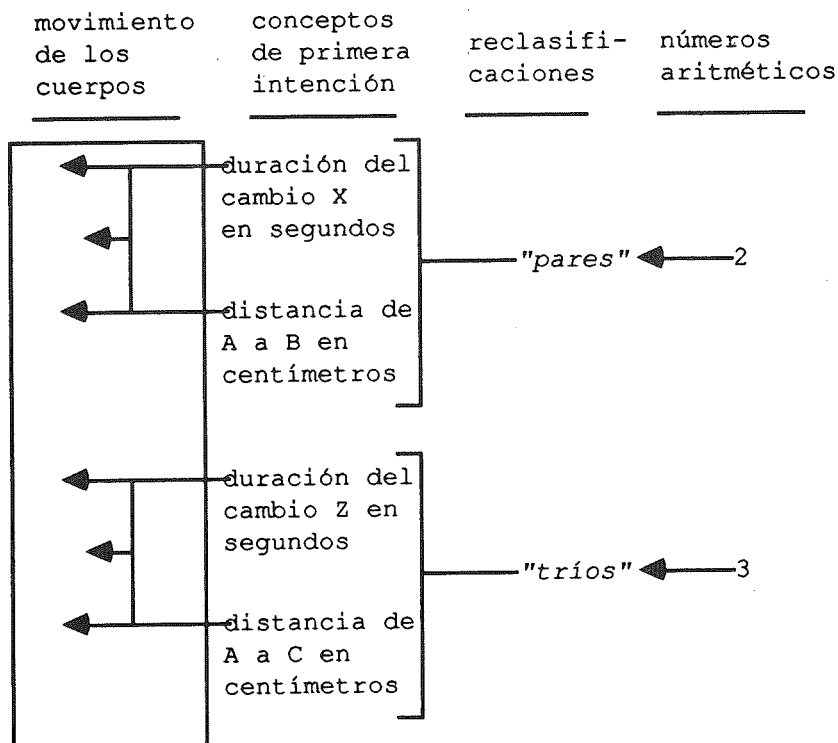 movimiento
de los
cuerpos
conceptos
de primera
intención
reclasifi-
caciones
números
aritméticos
duración del
cambio X
en segundos
distancia de
A a B en
centímetros
"pares"
2
duración del
cambio Z en
segundos
distancia de
A a C en
centímetros
"tríos"
3